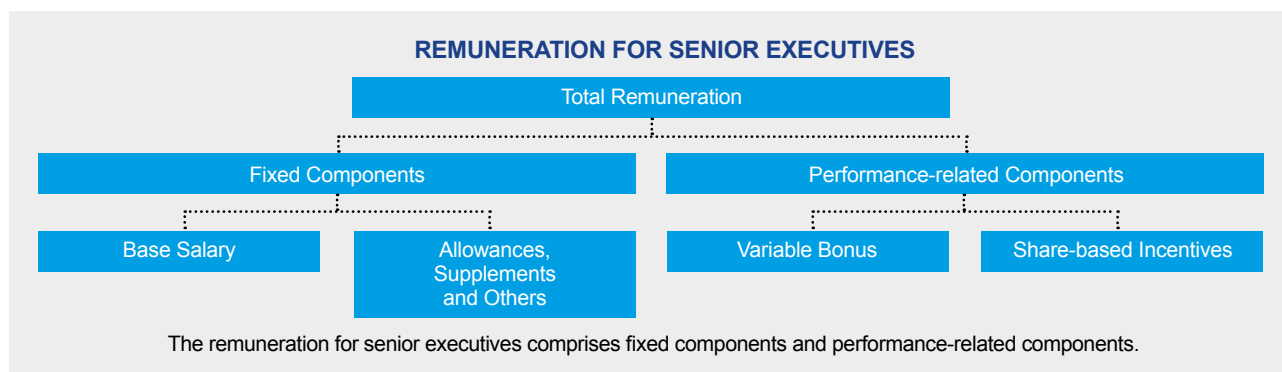 REMUNERATION FOR SENIOR EXECUTIVES
Total Remuneration
Fixed Components
Performance-related Components
Base Salary
Allowances,
Supplements
and Others
Variable Bonus
Share-based Incentives
The remuneration for senior executives comprises fixed components and performance-related components.